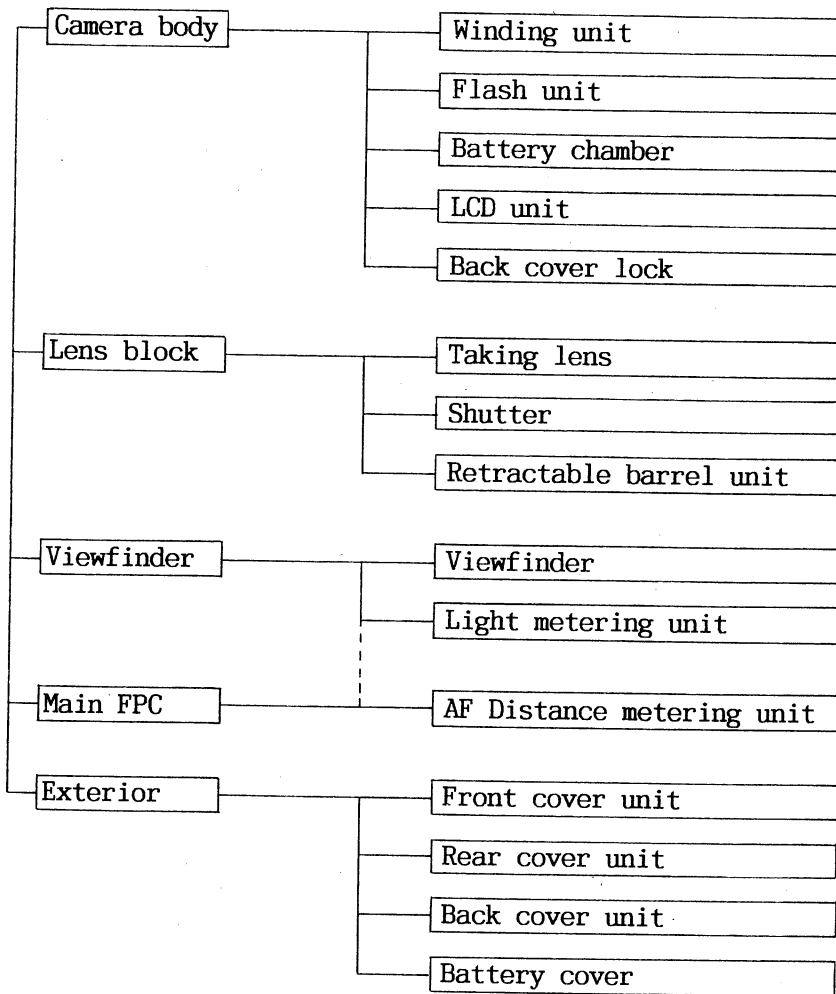 Camera body
Winding unit
Flash unit
Battery chamber
LCD unit
Back cover lock
Lens block
Taking lens
Shutter
Retractable barrel unit
Viewfinder
Viewfinder
Light metering unit
Main FPC
AF Distance metering unit
Exterior
Front cover unit
Rear cover unit
Back cover unit
Battery cover